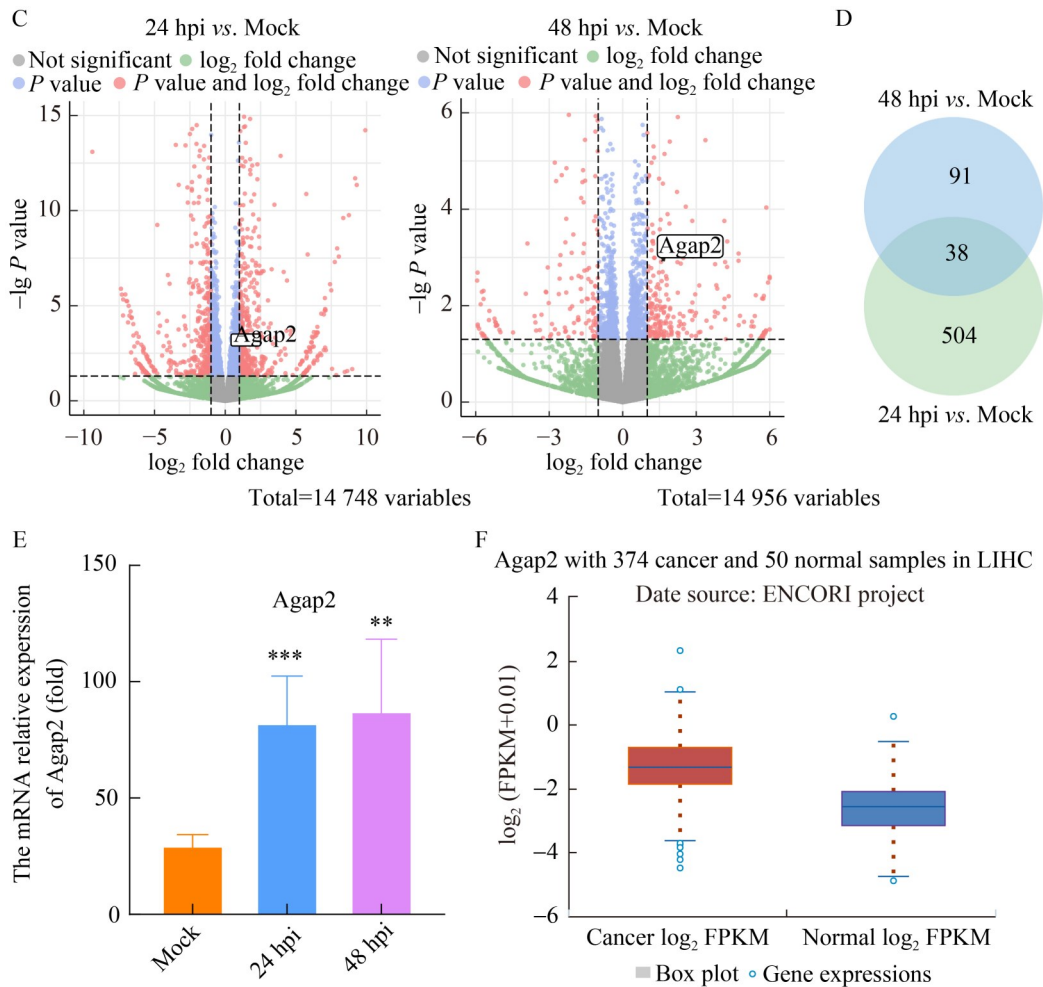 C
24 hpi vs. Mock
Not significant log2 fold change
P value P value and log2 fold change
15
10
5
0
−lg P value
Agap2
−10 −5 0 5 10
log2 fold change
Total=14 748 variables
48 hpi vs. Mock
Not significant log2 fold change
P value P value and log2 fold change
6
4
2
0
−lg P value
Agap2
−6 −3 0 3 6
log2 fold change
Total=14 956 variables
D
48 hpi vs. Mock
91
38
504
24 hpi vs. Mock
E
150
100
50
0
The mRNA relative experssion
of Agap2 (fold)
Agap2
***
**
Mock
24 hpi
48 hpi
F
Agap2 with 374 cancer and 50 normal samples in LIHC
Date source: ENCORI project
4
2
0
−2
−4
−6
log2 (FPKM+0.01)
Cancer log2 FPKM Normal log2 FPKM
Box plot Gene expressions